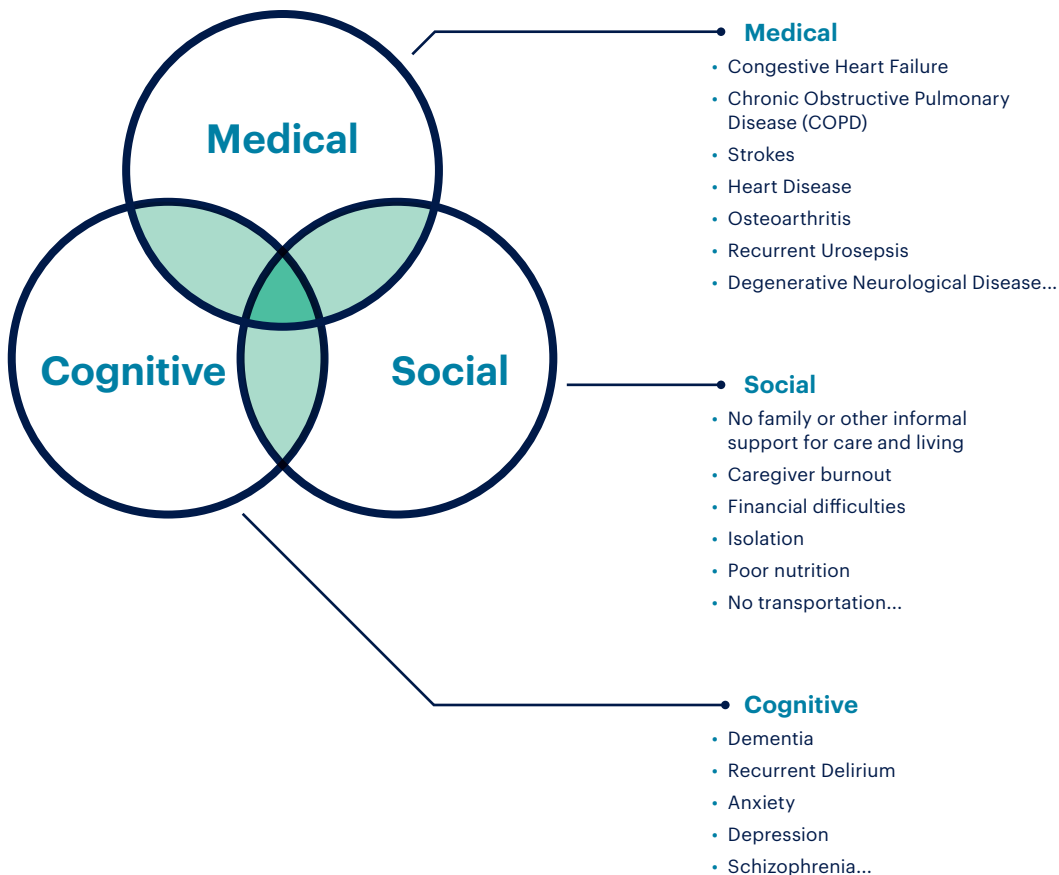 Medical
Cognitive
Social
Medical
• Congestive Heart Failure
• Chronic Obstructive Pulmonary
Disease (COPD)
• Strokes
• Heart Disease
• Osteoarthritis
• Recurrent Urosepsis
• Degenerative Neurological Disease...
Social
• No family or other informal
support for care and living
• Caregiver burnout
• Financial difficulties
• Isolation
• Poor nutrition
• No transportation...
Cognitive
• Dementia
• Recurrent Delirium
• Anxiety
• Depression
• Schizophrenia...